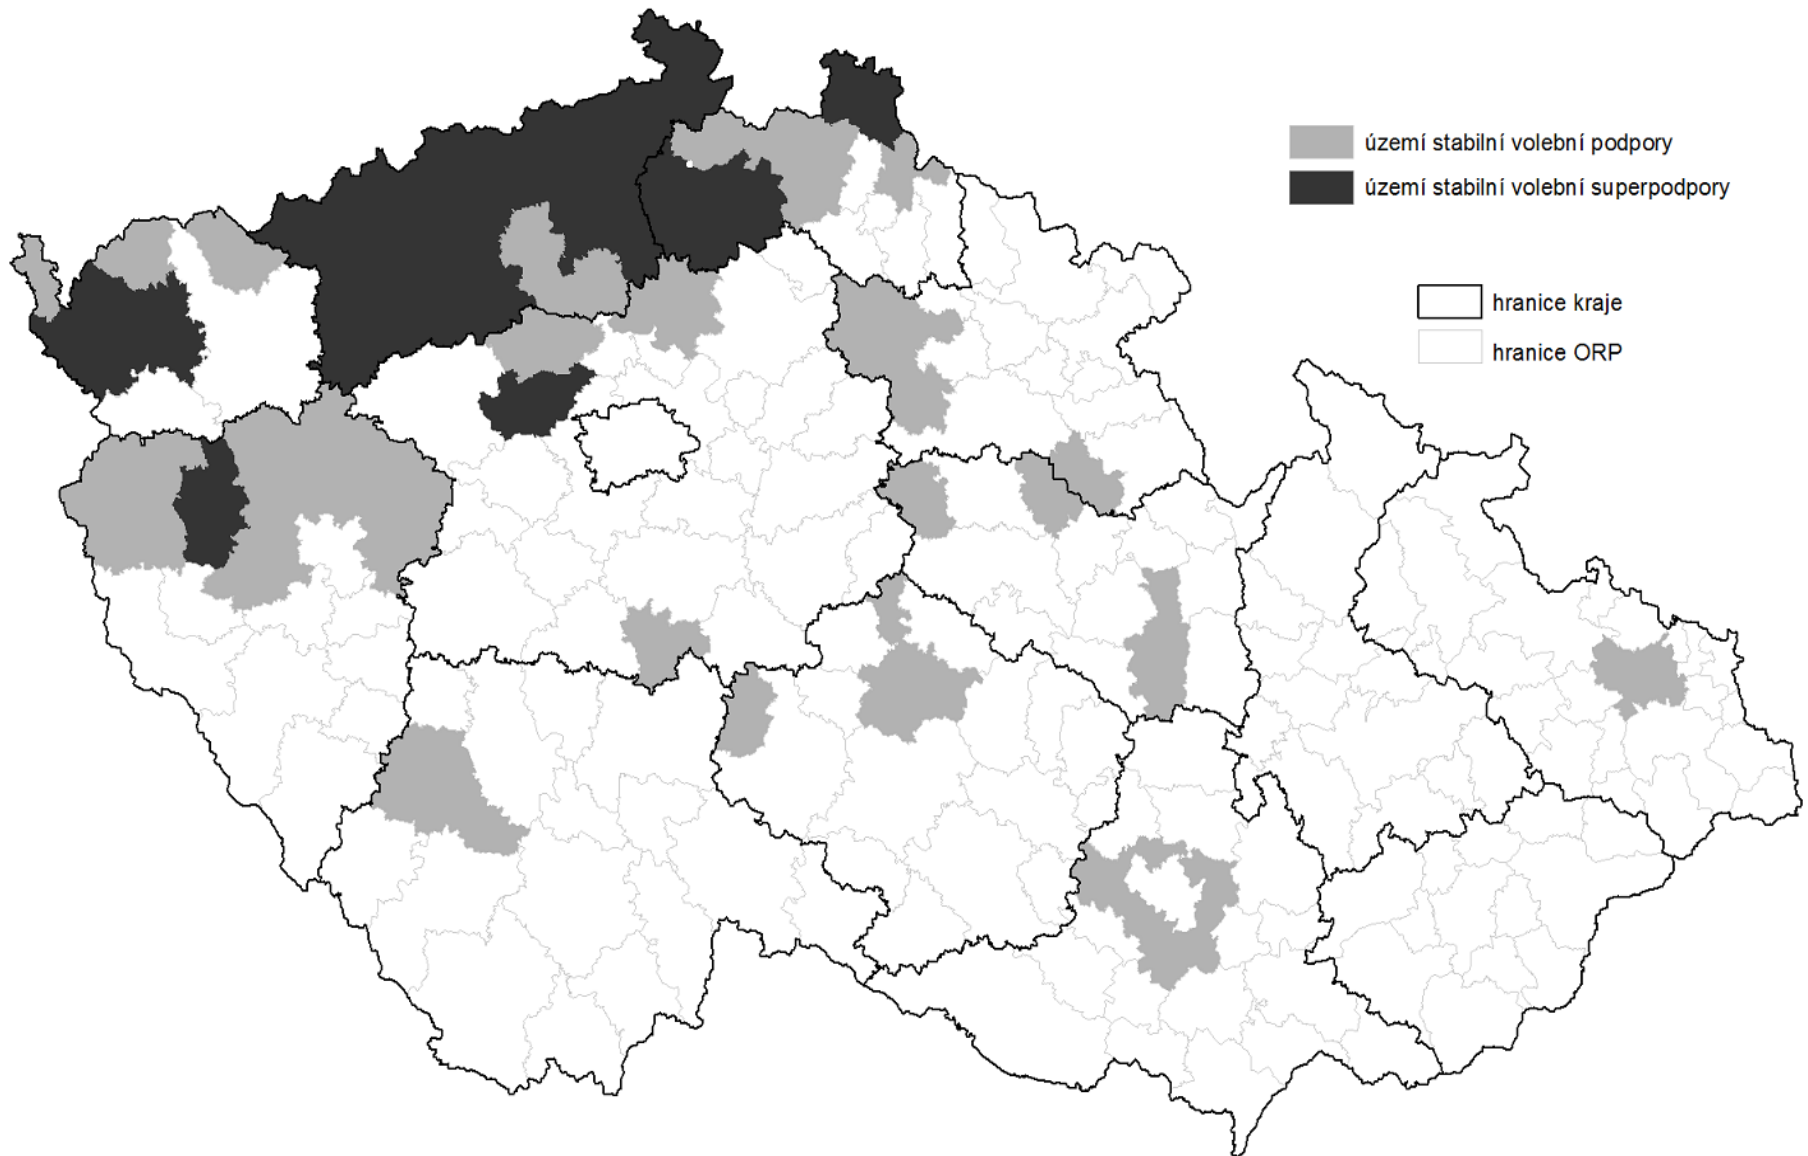 území stabilní volební podpory
území stabilní volební superpodpory
hranice kraje
hranice ORP